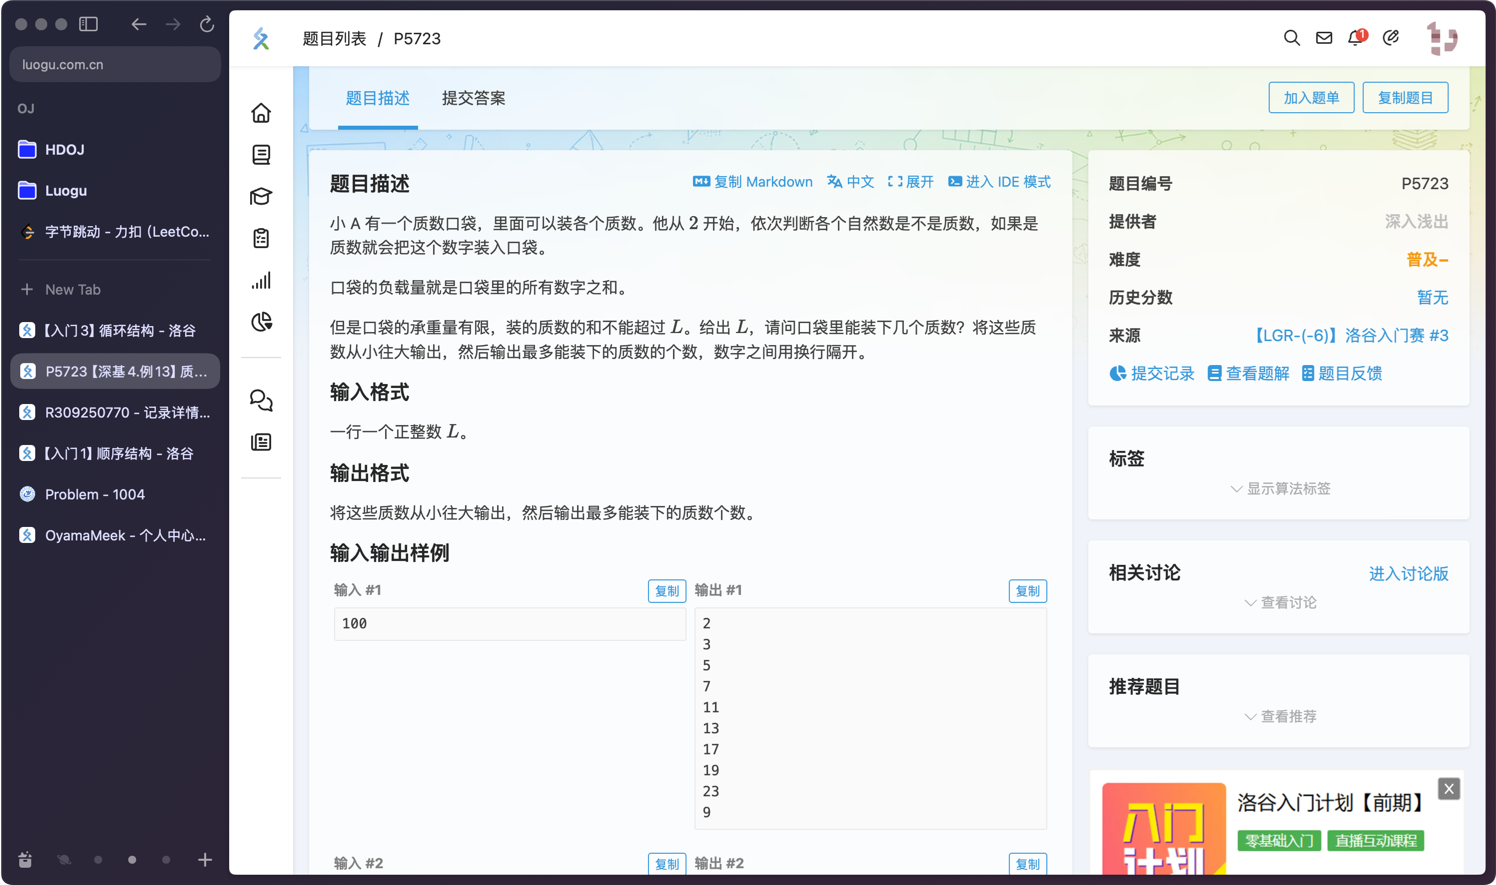 luogu.com.cn
OJ
HDOJ
Luogu
字节跳动 - 力扣（LeetCo...
New Tab
【入门3】循环结构 - 洛谷
P5723【深基4.例13】质...
R309250770 - 记录详情...
【入门1】顺序结构 - 洛谷
Problem - 1004
OyamaMeek - 个人中心...
题目列表 / P5723
1
题目描述
提交答案
加入题单
复制题目
题目描述
复制 Markdown
中文
展开
进入 IDE 模式
小 A 有一个质数口袋，里面可以装各个质数。他从 2 开始，依次判断各个自然数是不是质数，如果是
质数就会把这个数字装入口袋。
口袋的负载量就是口袋里的所有数字之和。
但是口袋的承重量有限，装的质数的和不能超过 L。给出 L，请问口袋里能装下几个质数？将这些质
数从小往大输出，然后输出最多能装下的质数的个数，数字之间用换行隔开。
输入格式
一行一个正整数 L。
输出格式
将这些质数从小往大输出，然后输出最多能装下的质数个数。
输入输出样例
输入 #1
复制
100
输出 #1
复制
2
3
5
7
11
13
17
19
23
9
输入 #2
复制
输出 #2
复制
题目编号
P5723
提供者
深入浅出
难度
普及−
历史分数
暂无
来源
【LGR-(-6)】洛谷入门赛 #3
提交记录
查看题解
题目反馈
标签
显示算法标签
相关讨论
进入讨论版
查看讨论
推荐题目
查看推荐
入门
计划
洛谷入门计划【前期】
X
零基础入门
直播互动课程